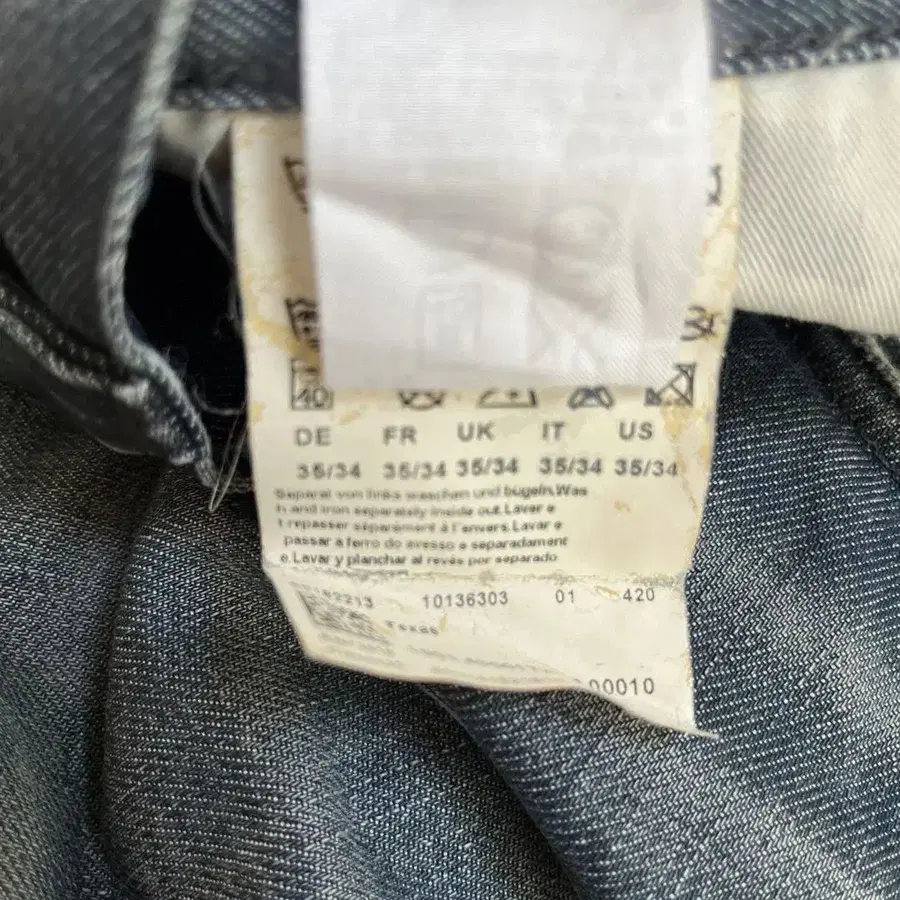 40
DE FR UK IT US
35/34 35/34 35/34 35/34 35/34
Separat von links waschen und bügeln.Was
h and iron separately inside out.Laver e
t repasser séparément à l'envers.Lavar e
passar a ferro do avesso e separadament
e.Lavar y planchar al revés por separado
10136303 01 420
Texas
00010